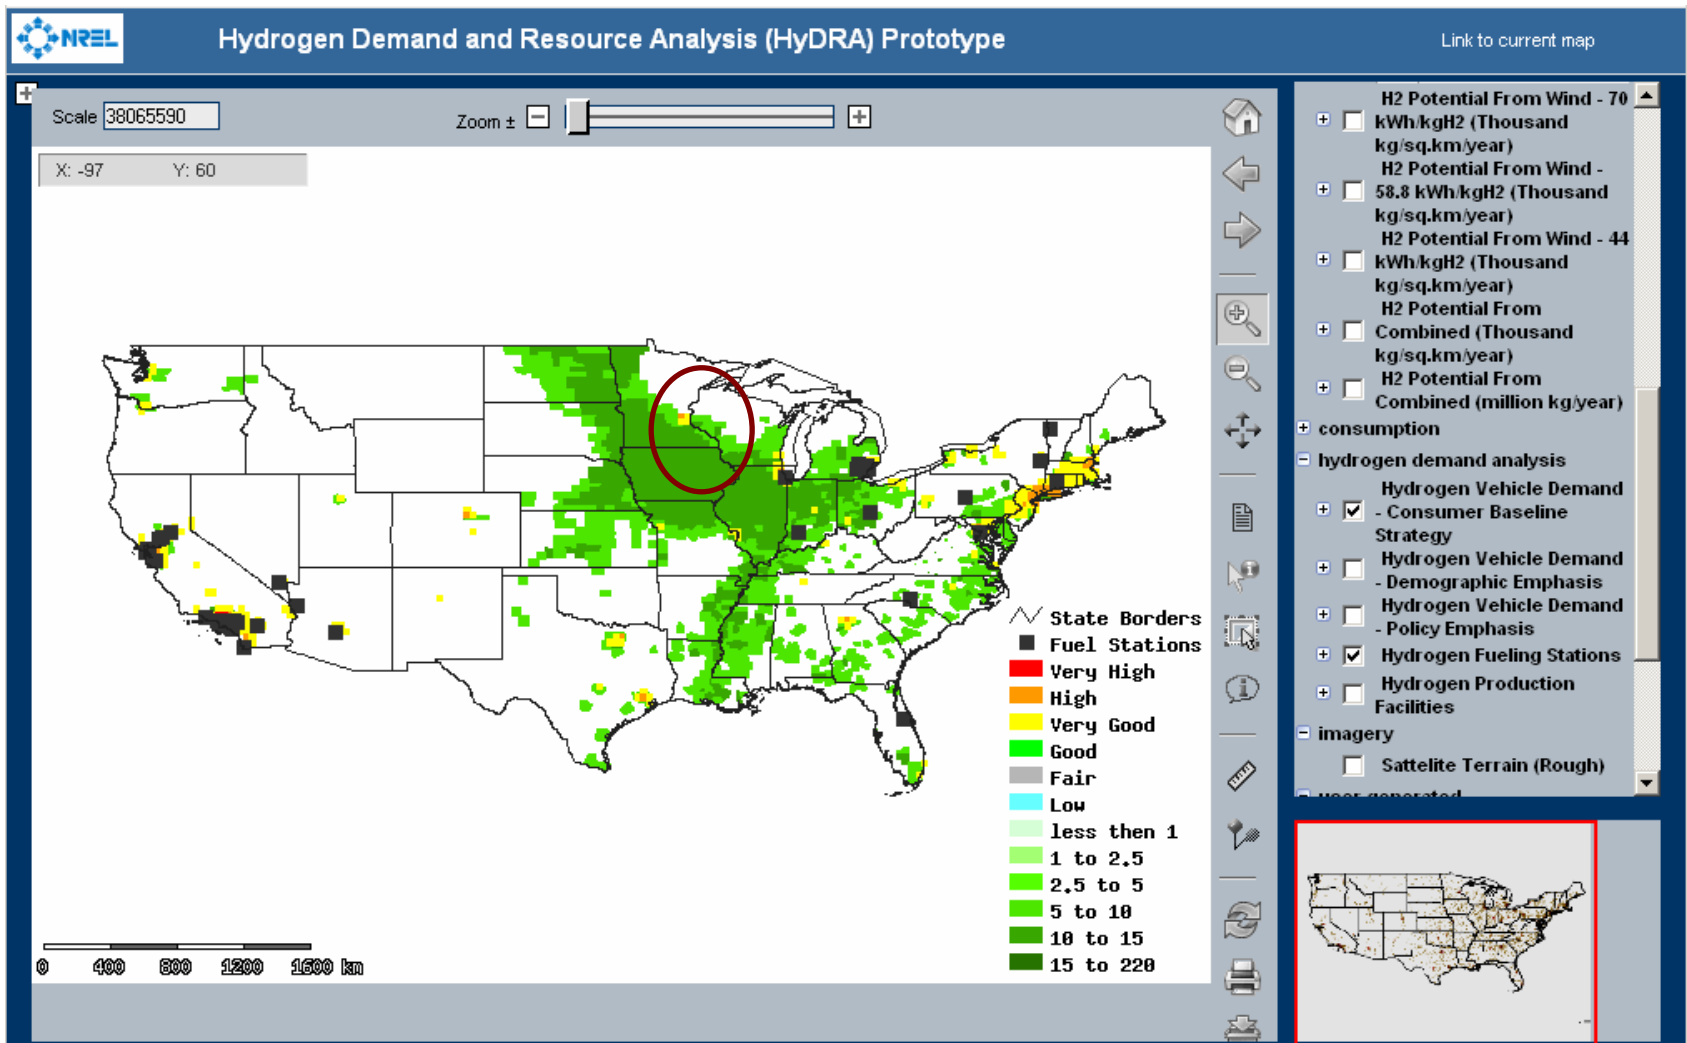 NREL
Hydrogen Demand and Resource Analysis (HyDRA) Prototype
Link to current map
Scale 38065590
Zoom ±
X: -97 Y: 60
State Borders
Fuel Stations
Very High
High
Very Good
Good
Fair
Low
less then 1
1 to 2.5
2.5 to 5
5 to 10
10 to 15
15 to 220
0 400 800 1200 1600 km
H2 Potential From Wind - 70
kWh/kgH2 (Thousand
kg/sq.km/year)
H2 Potential From Wind -
58.8 kWh/kgH2 (Thousand
kg/sq.km/year)
H2 Potential From Wind - 44
kWh/kgH2 (Thousand
kg/sq.km/year)
H2 Potential From
Combined (Thousand
kg/sq.km/year)
H2 Potential From
Combined (million kg/year)
consumption
hydrogen demand analysis
Hydrogen Vehicle Demand
- Consumer Baseline
Strategy
Hydrogen Vehicle Demand
- Demographic Emphasis
Hydrogen Vehicle Demand
- Policy Emphasis
Hydrogen Fueling Stations
Hydrogen Production
Facilities
imagery
Sattelite Terrain (Rough)
user generated